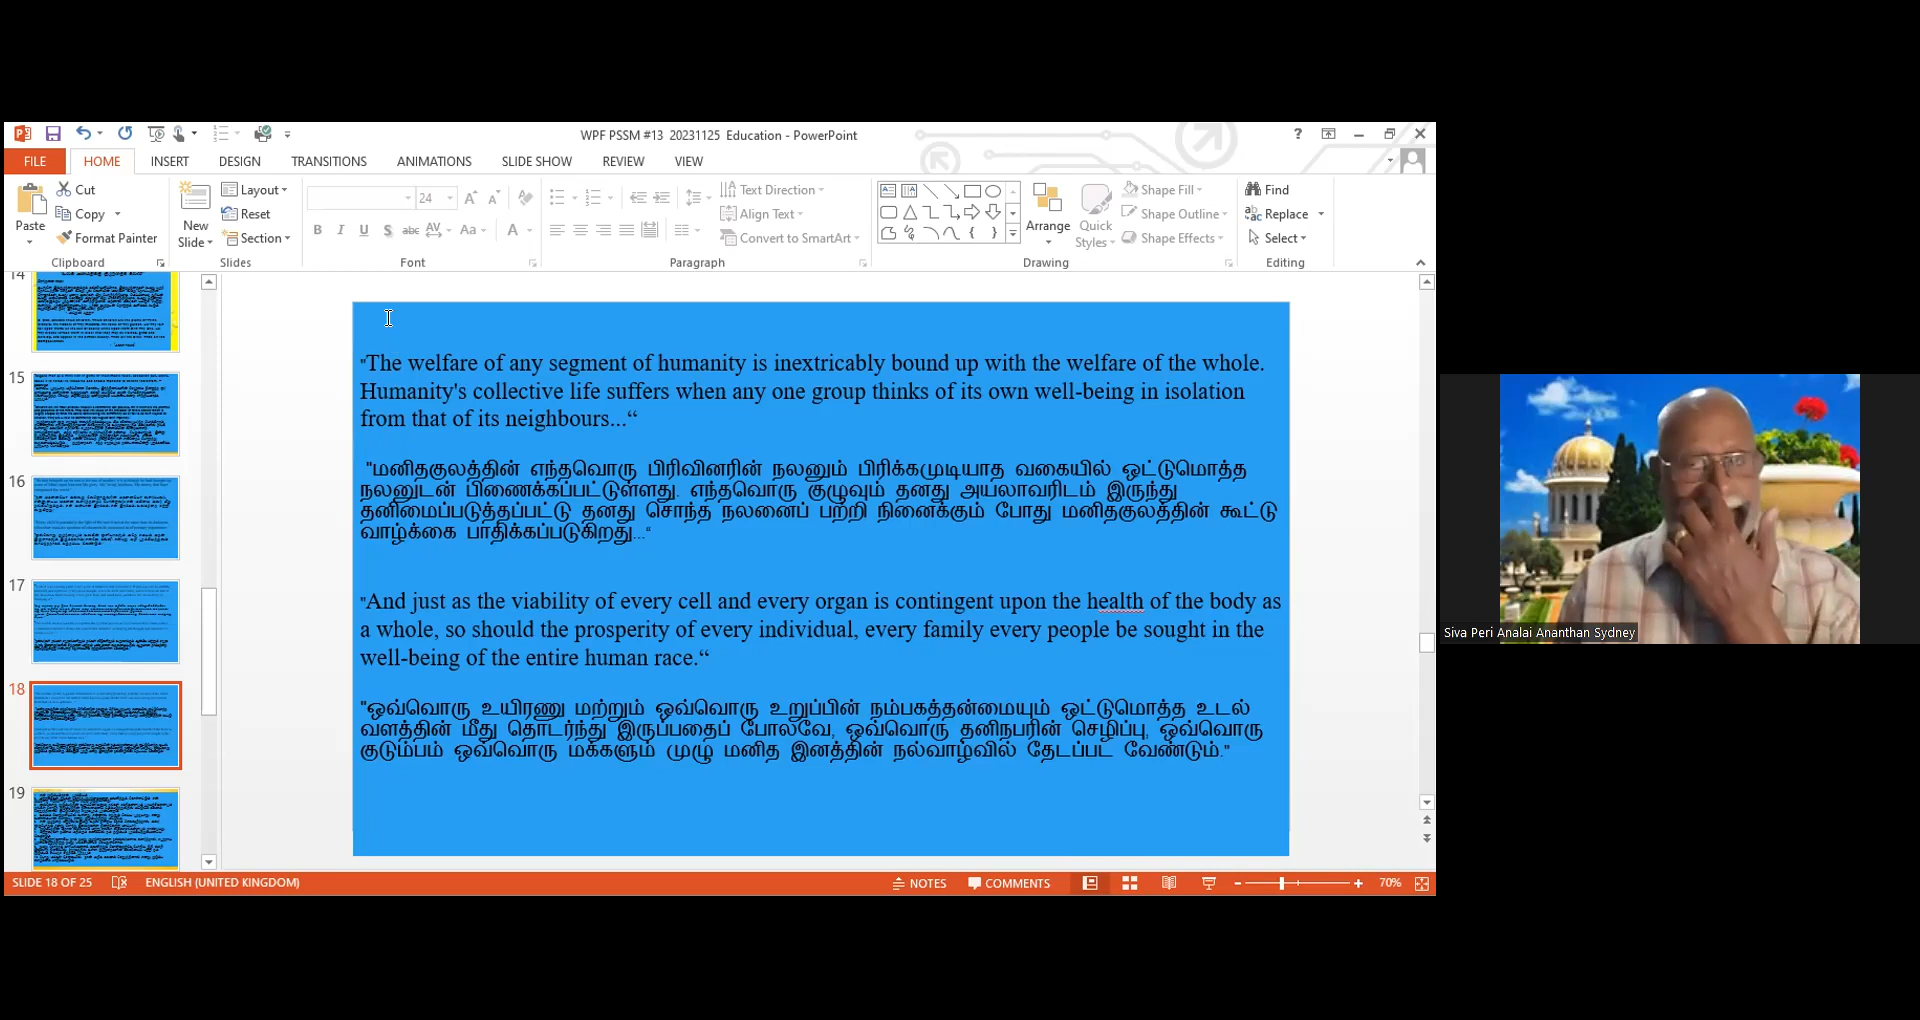 WPF PSSM #13 20231125 Education - PowerPoint
FILE HOME INSERT DESIGN TRANSITIONS ANIMATIONS SLIDE SHOW REVIEW VIEW
Paste
Cut
Copy
Format Painter
Clipboard
New
Slide
Layout
Reset
Section
Slides
24
Font
Text Direction
Align Text
Convert to SmartArt
Paragraph
Arrange
Quick
Styles
Shape Fill
Shape Outline
Shape Effects
Drawing
Find
Replace
Select
Editing
14
15
16
17
18
19
"The welfare of any segment of humanity is inextricably bound up with the welfare of the whole.
Humanity's collective life suffers when any one group thinks of its own well-being in isolation
from that of its neighbours...“
"மனிதகுலத்தின் எந்தவொரு பிரிவினரின் நலனும் பிரிக்கமுடியாத வகையில் ஒட்டுமொத்த
நலனுடன் பிணைக்கப்பட்டுள்ளது. எந்தவொரு குழுவும் தனது அயலாவரிடம் இருந்து
தனிமைப்படுத்தப்பட்டு தனது சொந்த நலனைப் பற்றி நினைக்கும் போது மனிதகுலத்தின் கூட்டு
வாழ்க்கை பாதிக்கப்படுகிறது...“
"And just as the viability of every cell and every organ is contingent upon the health of the body as
a whole, so should the prosperity of every individual, every family every people be sought in the
well-being of the entire human race.“
"ஒவ்வொரு உயிரணு மற்றும் ஒவ்வொரு உறுப்பின் நம்பகத்தன்மையும் ஒட்டுமொத்த உடல்
வளத்தின் மீது தொடர்ந்து இருப்பதைப் போலவே, ஒவ்வொரு தனிநபரின் செழிப்பு, ஒவ்வொரு
குடும்பம் ஒவ்வொரு மக்களும் முழு மனித இனத்தின் நல்வாழ்வில் தேடப்பட வேண்டும்."
Siva Peri Analai Ananthan Sydney
SLIDE 18 OF 25 ENGLISH (UNITED KINGDOM) NOTES COMMENTS 70%